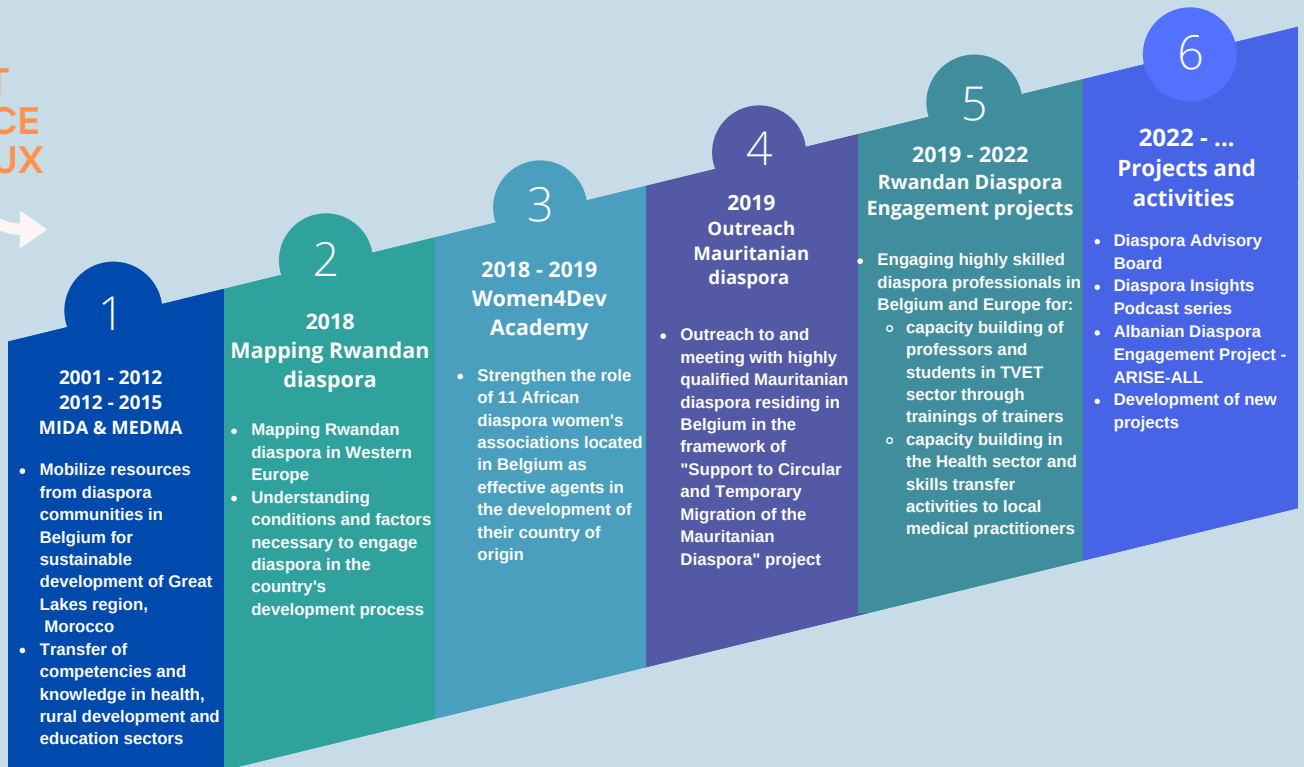 T
CE
UX
1
2001 - 2012
2012 - 2015
MIDA & MEDMA
Mobilize resources
from diaspora
communities in
Belgium for
sustainable
development of Great
Lakes region,
Morocco
Transfer of
competencies and
knowledge in health,
rural development and
education sectors
2
2018
Mapping Rwandan
diaspora
Mapping Rwandan
diaspora in Western
Europe
Understanding
conditions and factors
necessary to engage
diaspora in the
country's
development process
3
2018 - 2019
Women4Dev
Academy
Strengthen the role
of 11 African
diaspora women's
associations located
in Belgium as
effective agents in
the development of
their country of
origin
4
2019
Outreach
Mauritanian
diaspora
Outreach to and
meeting with highly
qualified Mauritanian
diaspora residing in
Belgium in the
framework of
"Support to Circular
and Temporary
Migration of the
Mauritanian
Diaspora" project
5
2019 - 2022
Rwandan Diaspora
Engagement projects
Engaging highly skilled
diaspora professionals in
Belgium and Europe for:
capacity building of
professors and
students in TVET
sector through
trainings of trainers
capacity building in
the Health sector and
skills transfer
activities to local
medical practitioners
6
2022 - ...
Projects and
activities
Diaspora Advisory
Board
Diaspora Insights
Podcast series
Albanian Diaspora
Engagement Project -
ARISE-ALL
Development of new
projects